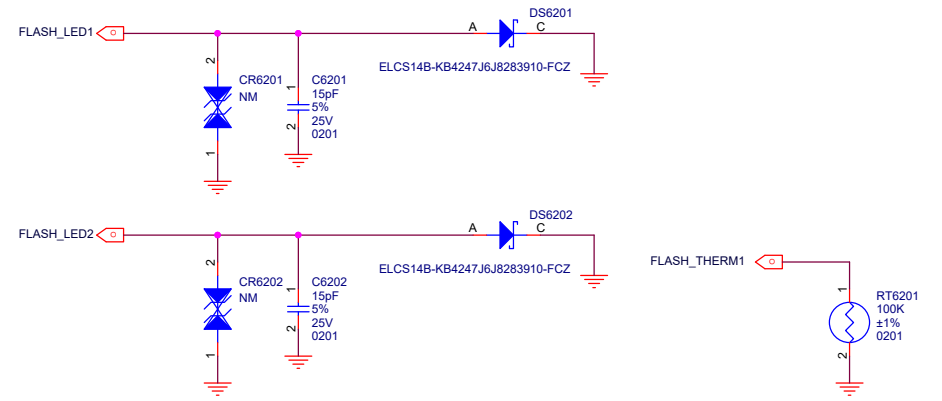 DS6201
FLASH_LED1
A
C
ELCS14B-KB4247J6J8283910-FCZ
2
CR6201
NM
1
1
C6201
15pF
5%
25V
0201
2
DS6202
FLASH_LED2
A
C
ELCS14B-KB4247J6J8283910-FCZ
2
CR6202
NM
1
1
C6202
15pF
5%
25V
0201
2
FLASH_THERM1
1
RT6201
100K
±1%
0201
2